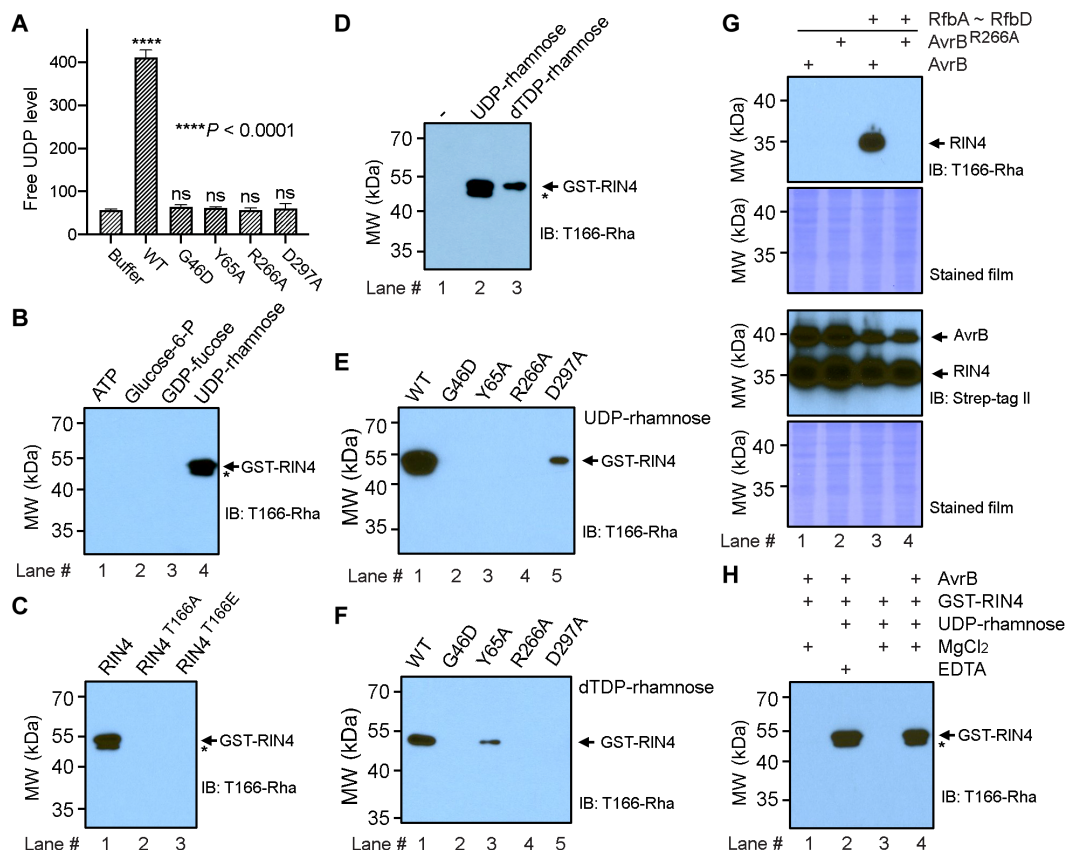 A
Free UDP level
400
300
200
100
0
****
****P < 0.0001
ns
ns
ns
ns
Buffer
WT
G46D
Y65A
R266A
D297A
B
ATP
Glucose-6-P
GDP-fucose
UDP-rhamnose
MW (kDa)
70
55
40
35
GST-RIN4
*
IB: T166-Rha
Lane # 1 2 3 4
C
RIN4
RIN4 T166A
RIN4 T166E
MW (kDa)
70
55
40
35
GST-RIN4
*
IB: T166-Rha
Lane # 1 2 3
D
-
UDP-rhamnose
dTDP-rhamnose
MW (kDa)
70
55
40
35
GST-RIN4
*
IB: T166-Rha
Lane # 1 2 3
E
WT
G46D
Y65A
R266A
D297A
UDP-rhamnose
MW (kDa)
70
55
40
35
GST-RIN4
IB: T166-Rha
Lane # 1 2 3 4 5
F
WT
G46D
Y65A
R266A
D297A
dTDP-rhamnose
MW (kDa)
70
55
40
35
GST-RIN4
IB: T166-Rha
Lane # 1 2 3 4 5
G
+ + RfbA ~ RfbD
+ + AvrB R266A
+ + AvrB
MW (kDa)
40
35
RIN4
IB: T166-Rha
MW (kDa)
40
35
Stained film
MW (kDa)
40
35
AvrB
RIN4
IB: Strep-tag II
MW (kDa)
40
35
Stained film
Lane # 1 2 3 4
H
+ + + AvrB
+ + + + GST-RIN4
+ + + UDP-rhamnose
+ + + MgCl2
+ EDTA
MW (kDa)
70
55
40
35
GST-RIN4
*
IB: T166-Rha
Lane # 1 2 3 4